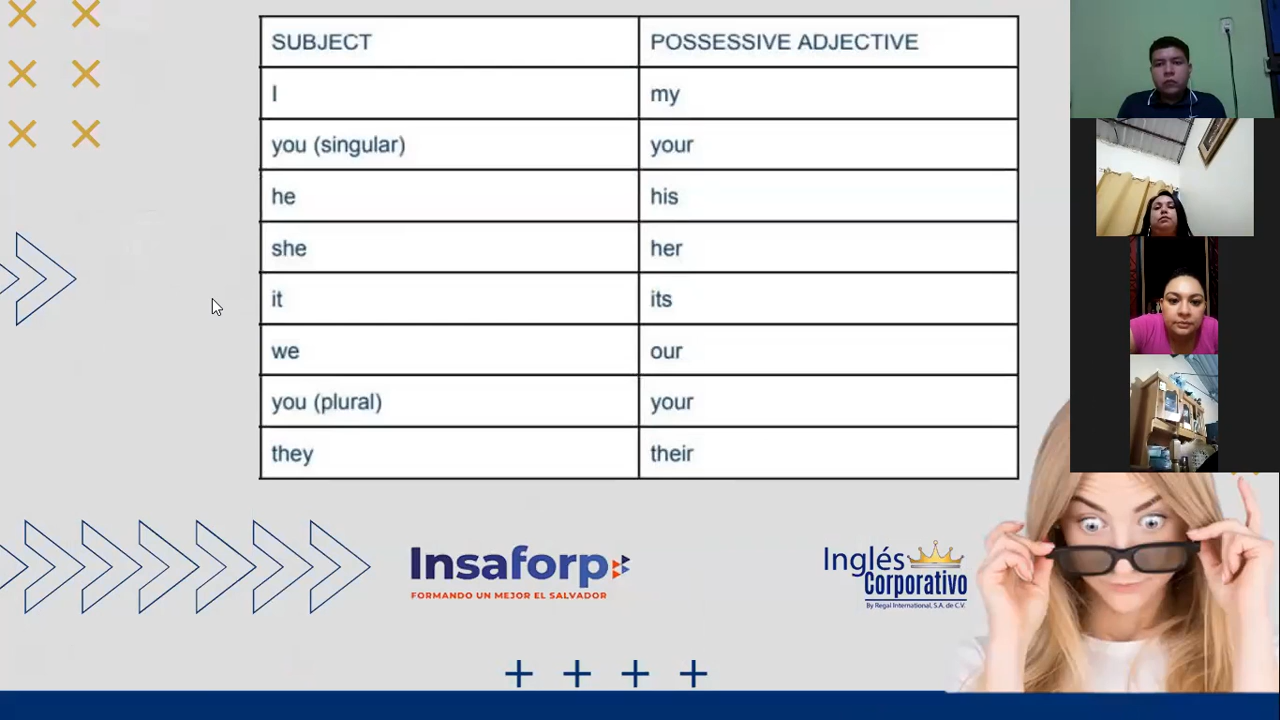 SUBJECT POSSESSIVE ADJECTIVE
I my
you (singular) your
he his
she her
it its
we our
you (plural) your
they their
Insaforp
FORMANDO UN MEJOR EL SALVADOR
Inglés
Corporativo
By Regal International, S.A. de C.V.